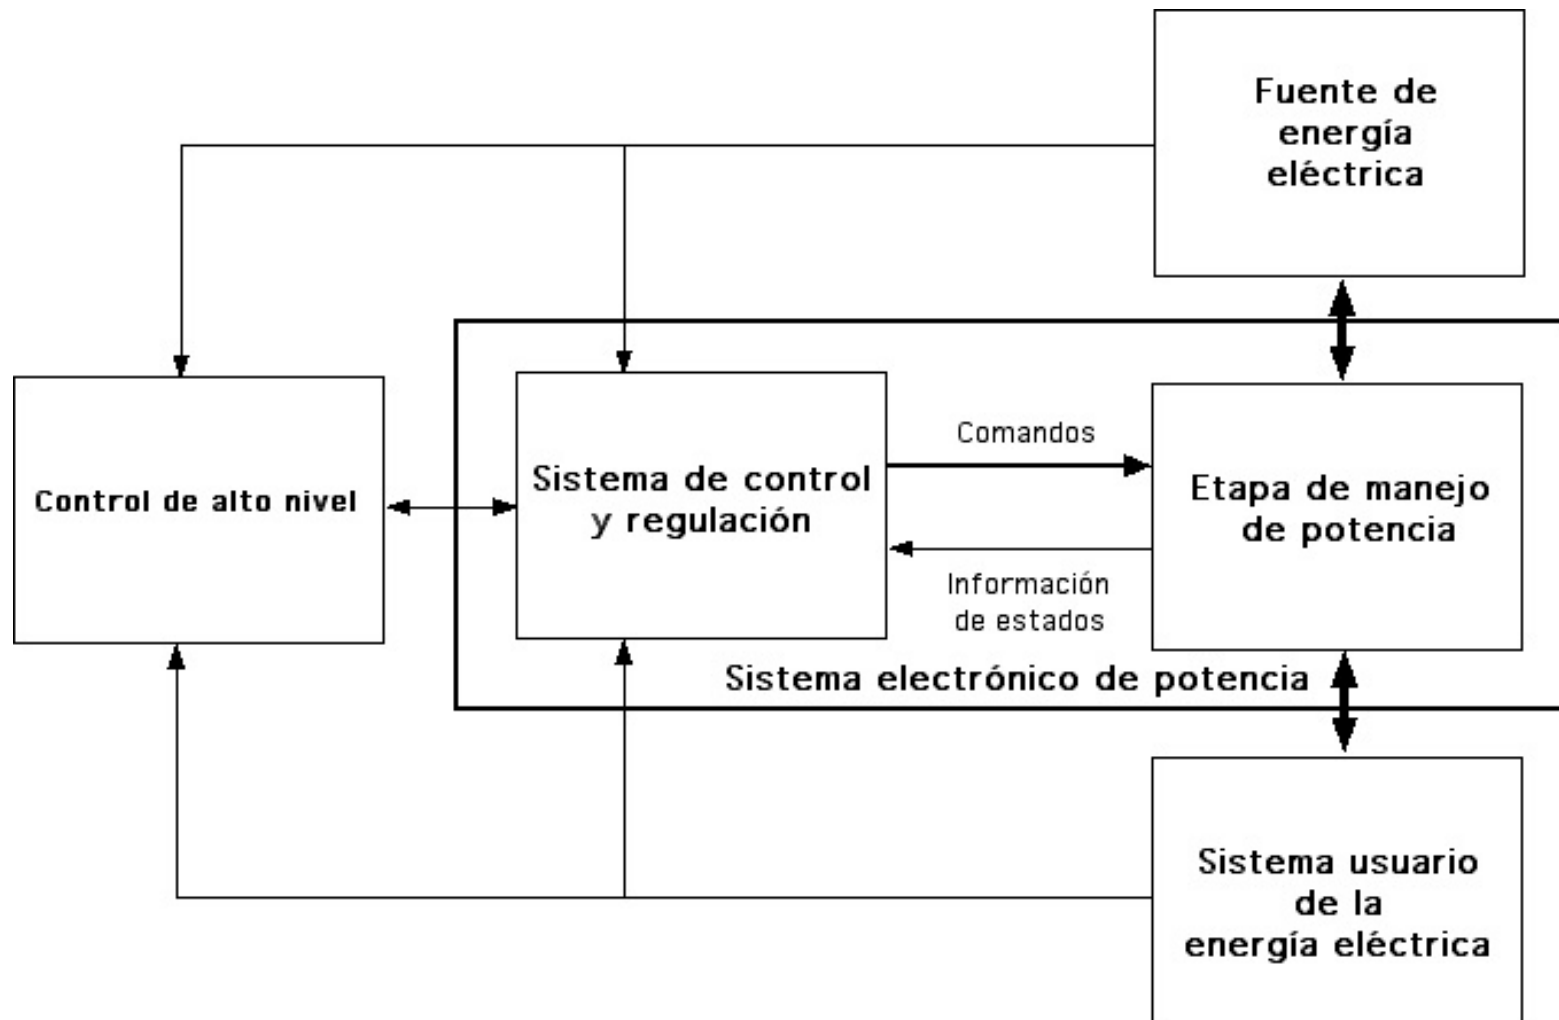 Fuente de
energía
eléctrica
Control de alto nivel
Sistema de control
y regulación
Comandos
Información
de estados
Etapa de manejo
de potencia
Sistema electrónico de potencia
Sistema usuario
de la
energía eléctrica